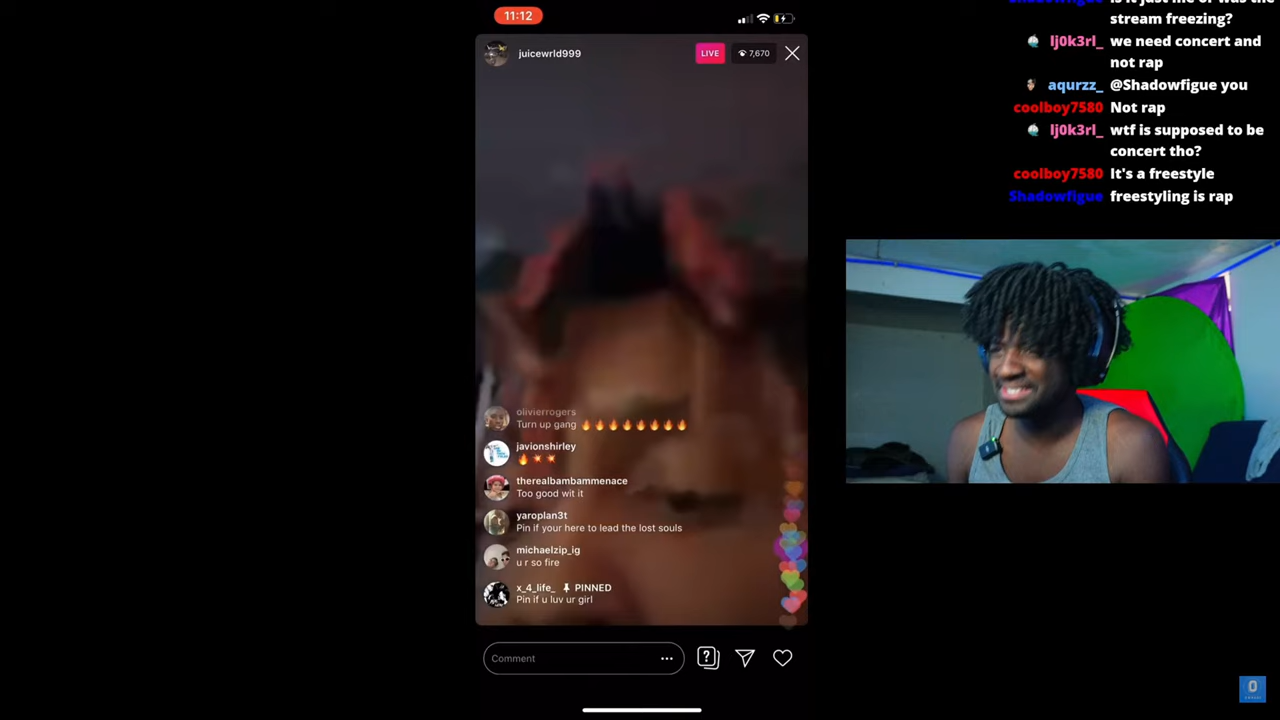 11:12
juicewrld999
LIVE
7,670
olivierrogers
Turn up gang 🔥🔥🔥🔥🔥🔥🔥🔥
javionshirley
🔥💥💥
therealbambammenace
Too good wit it
yaroplan3t
Pin if your here to lead the lost souls
michaelzip_ig
u r so fire
x_4_life_ PINNED
Pin if u luv ur girl
Comment
Shadowfigue is it just me or was the
stream freezing?
lj0k3rl_ we need concert and
not rap
aqurzz_ @Shadowfigue you
coolboy7580 Not rap
lj0k3rl_ wtf is supposed to be
concert tho?
coolboy7580 It's a freestyle
Shadowfigue freestyling is rap